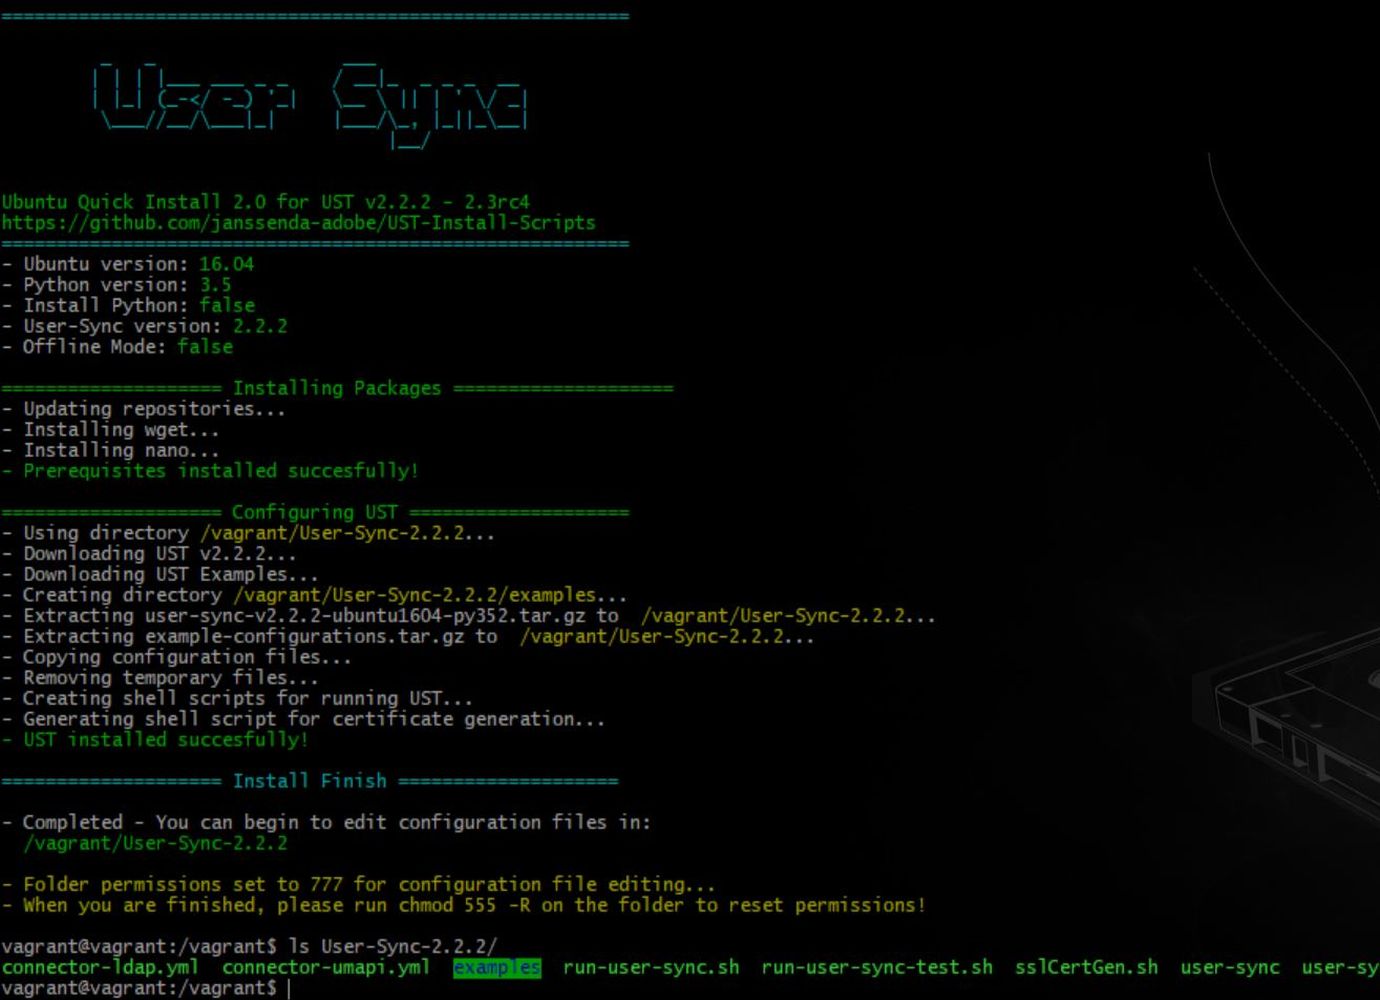 =========================================================
User Sync
Ubuntu Quick Install 2.0 for UST v2.2.2 - 2.3rc4
https://github.com/janssenda-adobe/UST-Install-Scripts
=========================================================
- Ubuntu version: 16.04
- Python version: 3.5
- Install Python: false
- User-Sync version: 2.2.2
- Offline Mode: false
==================== Installing Packages ====================
- Updating repositories...
- Installing wget...
- Installing nano...
- Prerequisites installed succesfully!
==================== Configuring UST ====================
- Using directory /vagrant/User-Sync-2.2.2...
- Downloading UST v2.2.2...
- Downloading UST Examples...
- Creating directory /vagrant/User-Sync-2.2.2/examples...
- Extracting user-sync-v2.2.2-ubuntu1604-py352.tar.gz to  /vagrant/User-Sync-2.2.2...
- Extracting example-configurations.tar.gz to  /vagrant/User-Sync-2.2.2...
- Copying configuration files...
- Removing temporary files...
- Creating shell scripts for running UST...
- Generating shell script for certificate generation...
- UST installed succesfully!
==================== Install Finish ====================
- Completed - You can begin to edit configuration files in:
  /vagrant/User-Sync-2.2.2
- Folder permissions set to 777 for configuration file editing...
- When you are finished, please run chmod 555 -R on the folder to reset permissions!
vagrant@vagrant:/vagrant$ ls User-Sync-2.2.2/
connector-ldap.yml  connector-umapi.yml  examples  run-user-sync.sh  run-user-sync-test.sh  sslCertGen.sh  user-sync  user-sy
vagrant@vagrant:/vagrant$